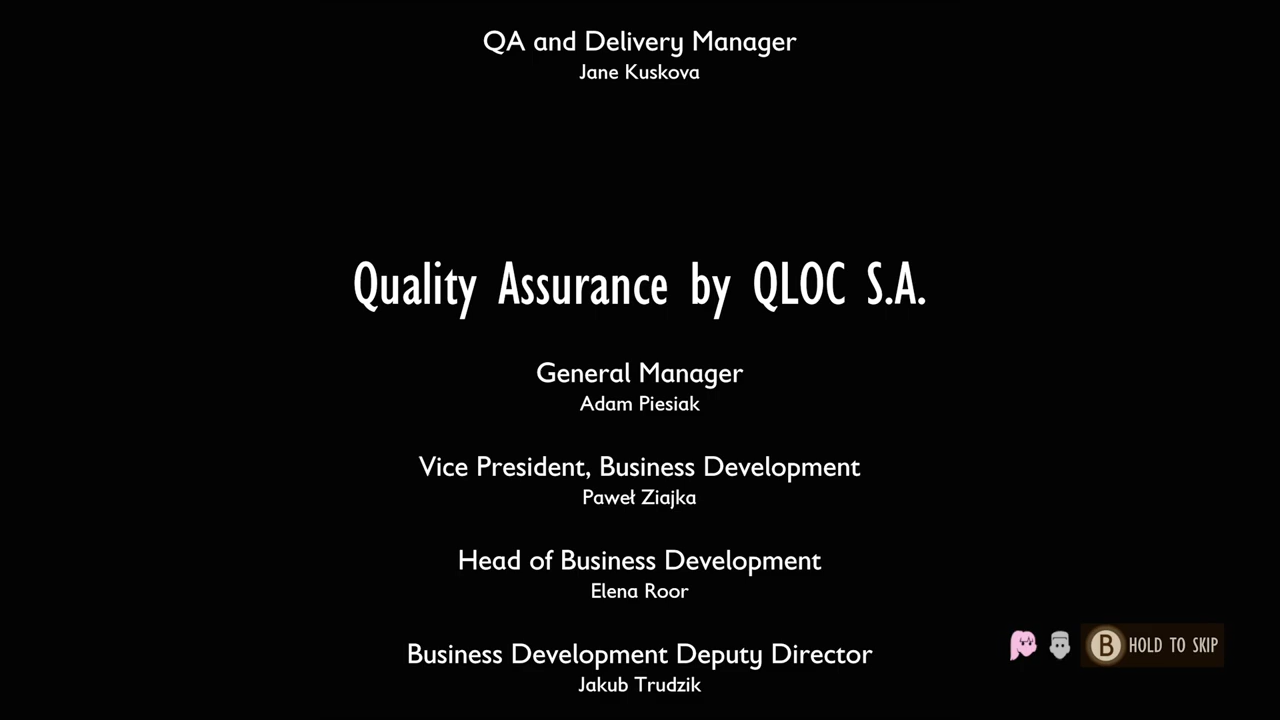 QA and Delivery Manager
Jane Kuskova
Quality Assurance by QLOC S.A.
General Manager
Adam Piesiak
Vice President, Business Development
Paweł Ziajka
Head of Business Development
Elena Roor
Business Development Deputy Director
Jakub Trudzik
B HOLD TO SKIP